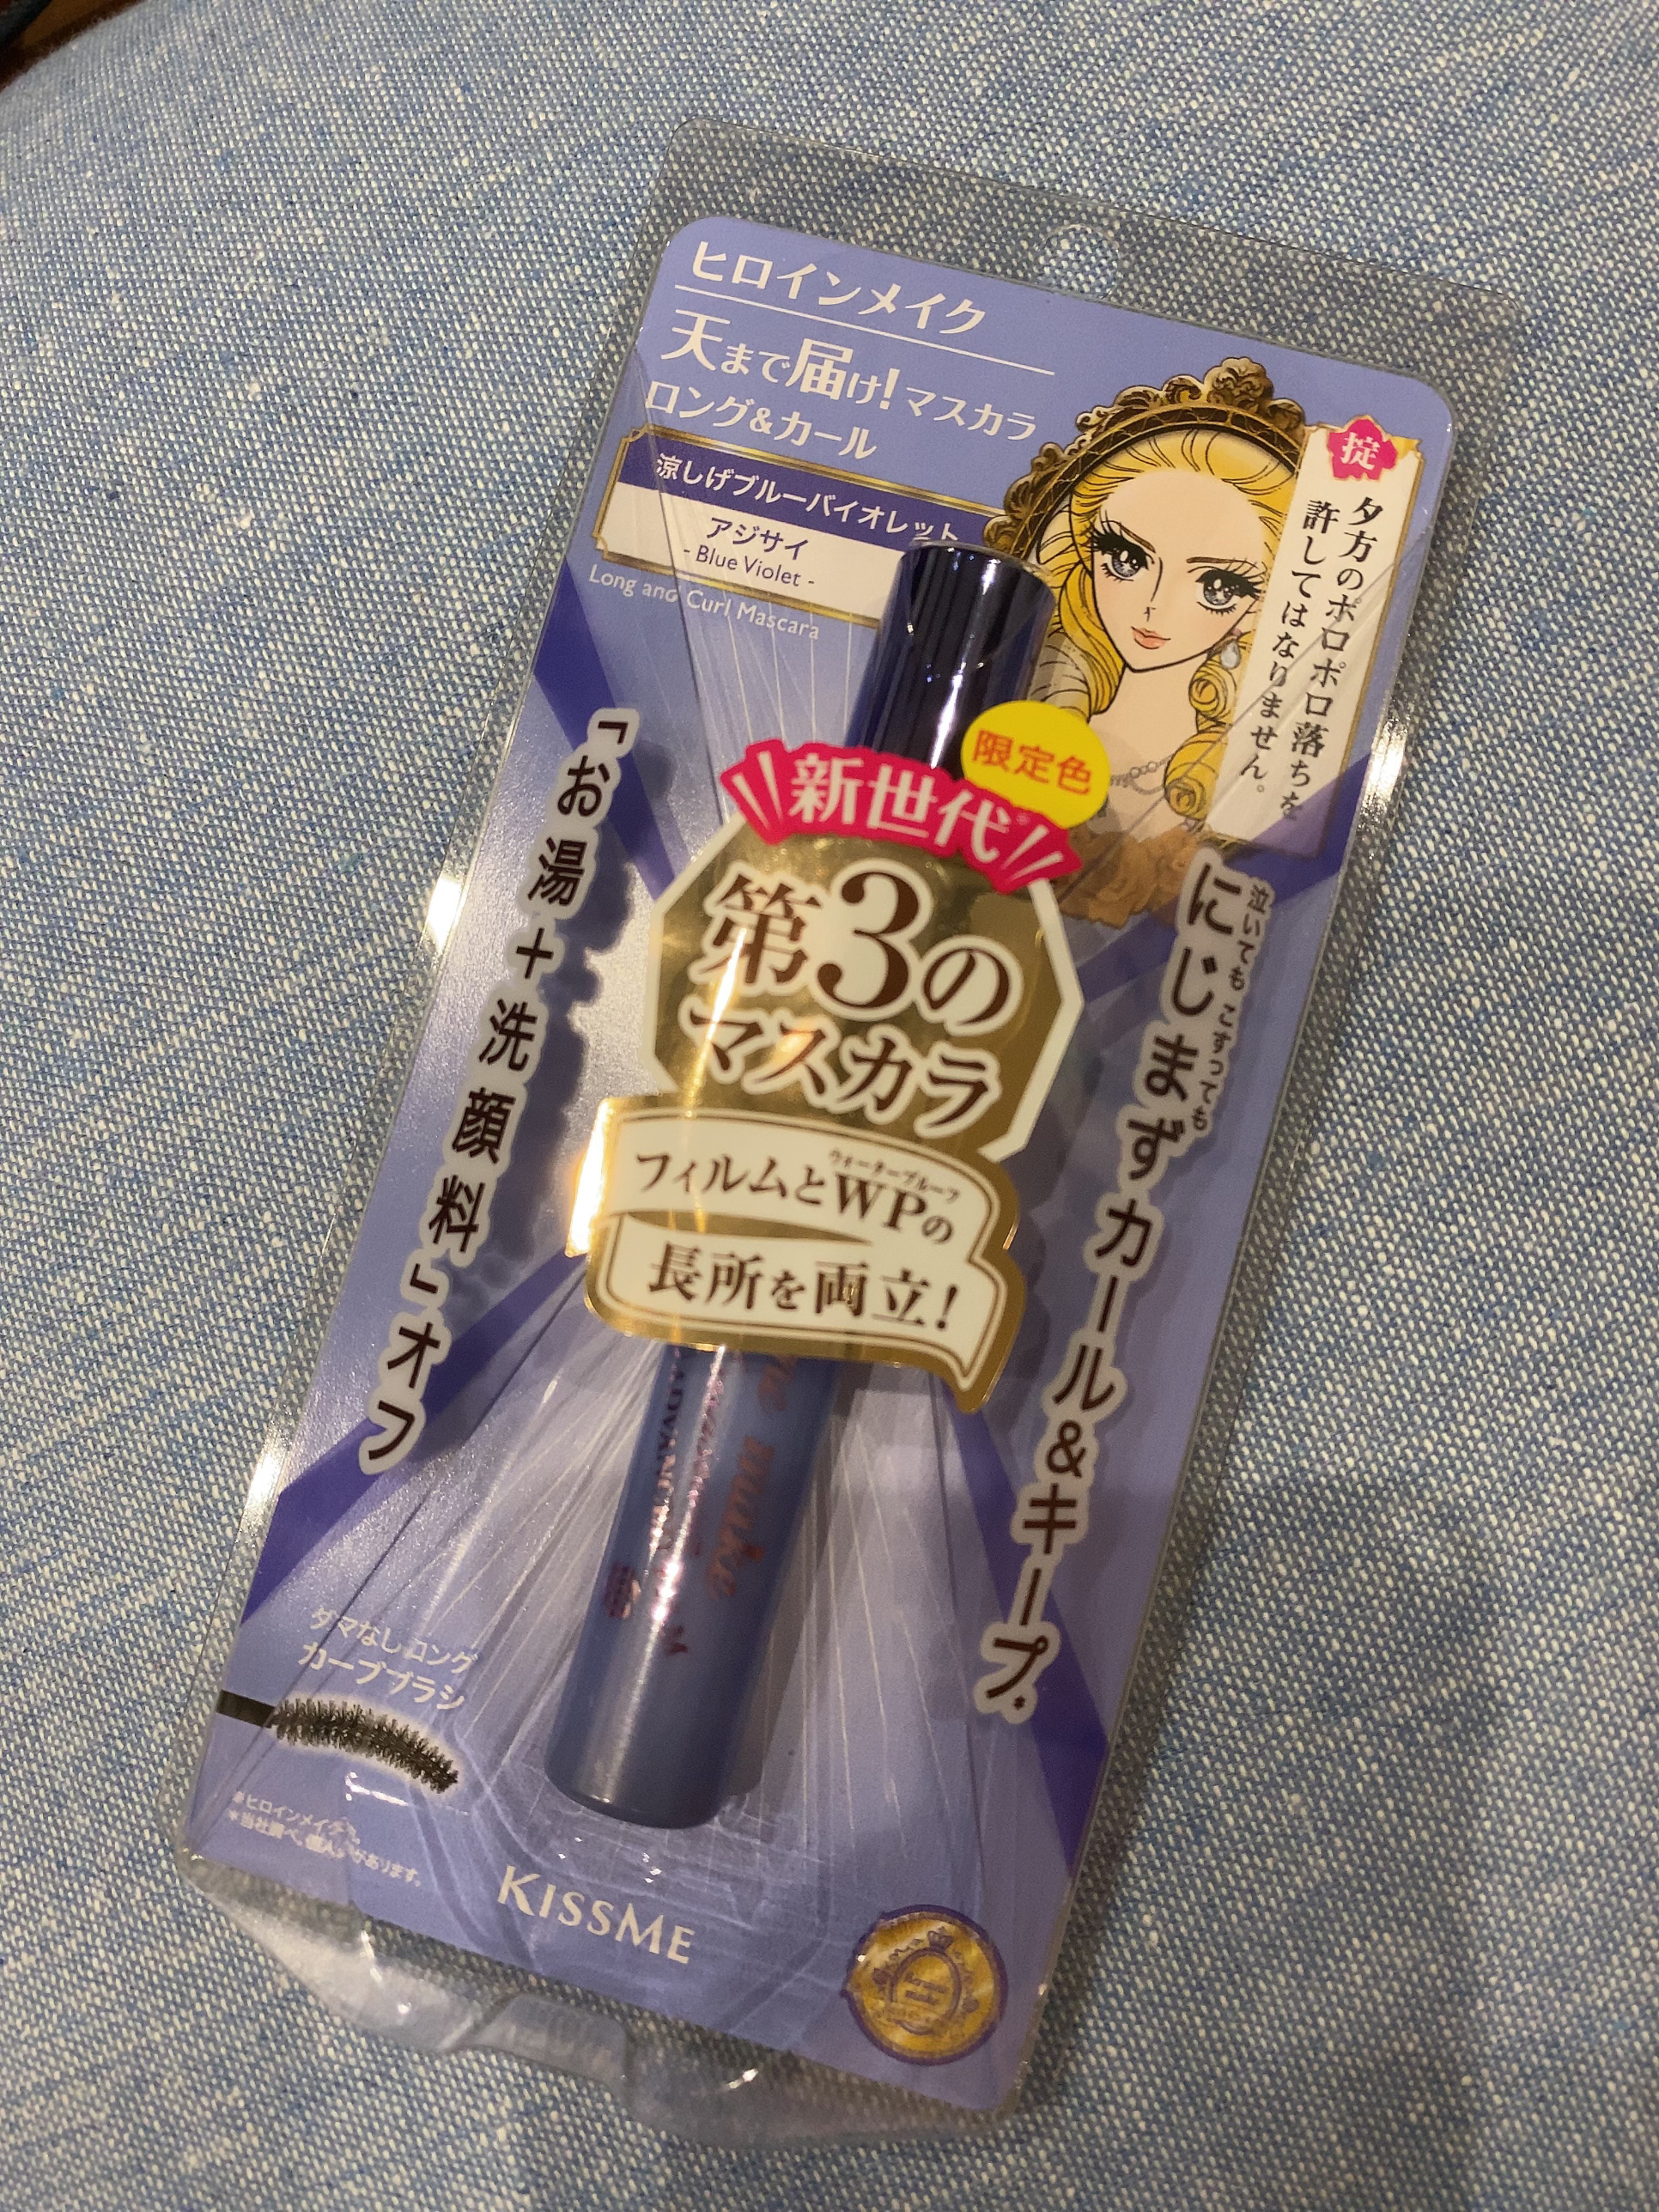 ヒロインメイク
天まで届け!マスカラ
ロング&カール
涼しげブルーバイオレット
アジサイ
- Blue Violet -
Long and Curl Mascara
掟
夕方のポロポロ落ちを
許してはなりません。
限定色
新世代
第3の
マスカラ
ウォータープルーフ
フィルムとWPの
長所を両立!
「お湯+洗顔料」オフ
泣いても こすっても
にじまずカール&キープ*
make
ダマなしロング
カーブブラシ
KISSME